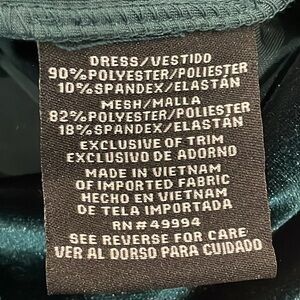 DRESS/VESTIDO
90%POLYESTER/POLIESTER
10%SPANDEX/ELASTÁN
MESH/MALLA
82%POLYESTER/POLIESTER
18%SPANDEX/ELASTÁN
EXCLUSIVE OF TRIM
EXCLUSIVO DE ADORNO
MADE IN VIETNAM
OF IMPORTED FABRIC
HECHO EN VIETNAM
DE TELA IMPORTADA
RN# 49994
SEE REVERSE FOR CARE
VER AL DORSO PARA CUIDADO